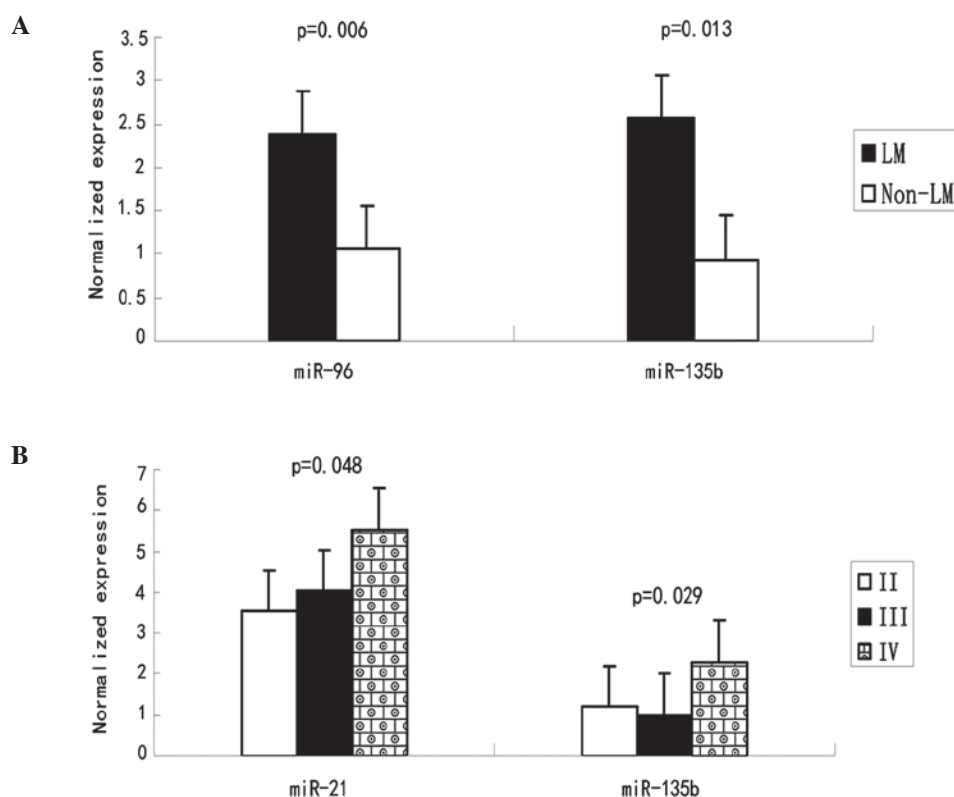 A
p=0.006
p=0.013
Normalized expression
3.5
3
2.5
2
1.5
1
0.5
0
miR-96
miR-135b
LM
Non-LM
B
p=0.048
p=0.029
Normalized expression
7
6
5
4
3
2
1
0
miR-21
miR-135b
II
III
IV